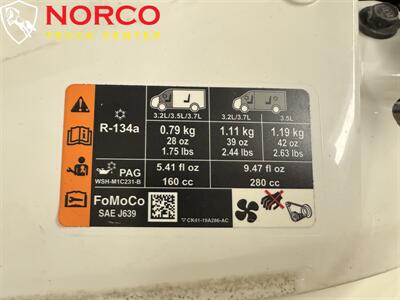 NORCO
TRUCK CENTER
3.2L/3.5L/3.7L
3.2L/3.7L
3.5L
R-134a
0.79 kg
28 oz
1.75 lbs
1.11 kg
39 oz
2.44 lbs
1.19 kg
42 oz
2.63 lbs
PAG
WSH-M1C231-B
5.41 fl oz
160 cc
9.47 fl oz
280 cc
FoMoCo
SAE J639
CK41-19A286-AC